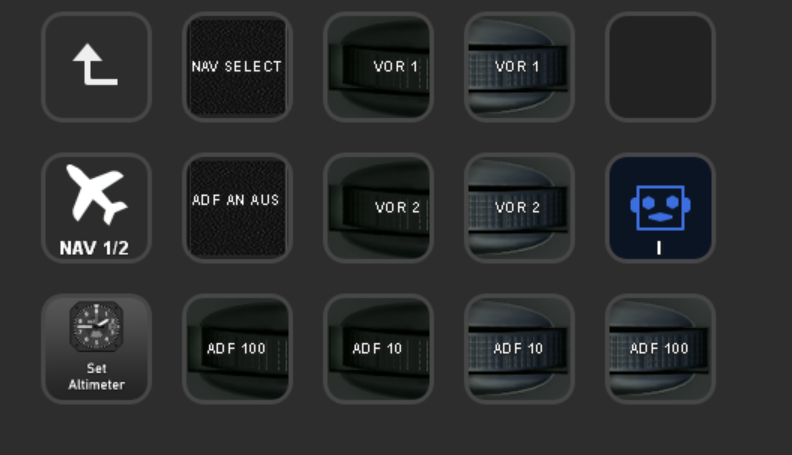 NAV SELECT
VOR 1
VOR 1
NAV 1/2
ADF AN AUS
VOR 2
VOR 2
I
Set
Altimeter
ADF 100
ADF 10
ADF 10
ADF 100